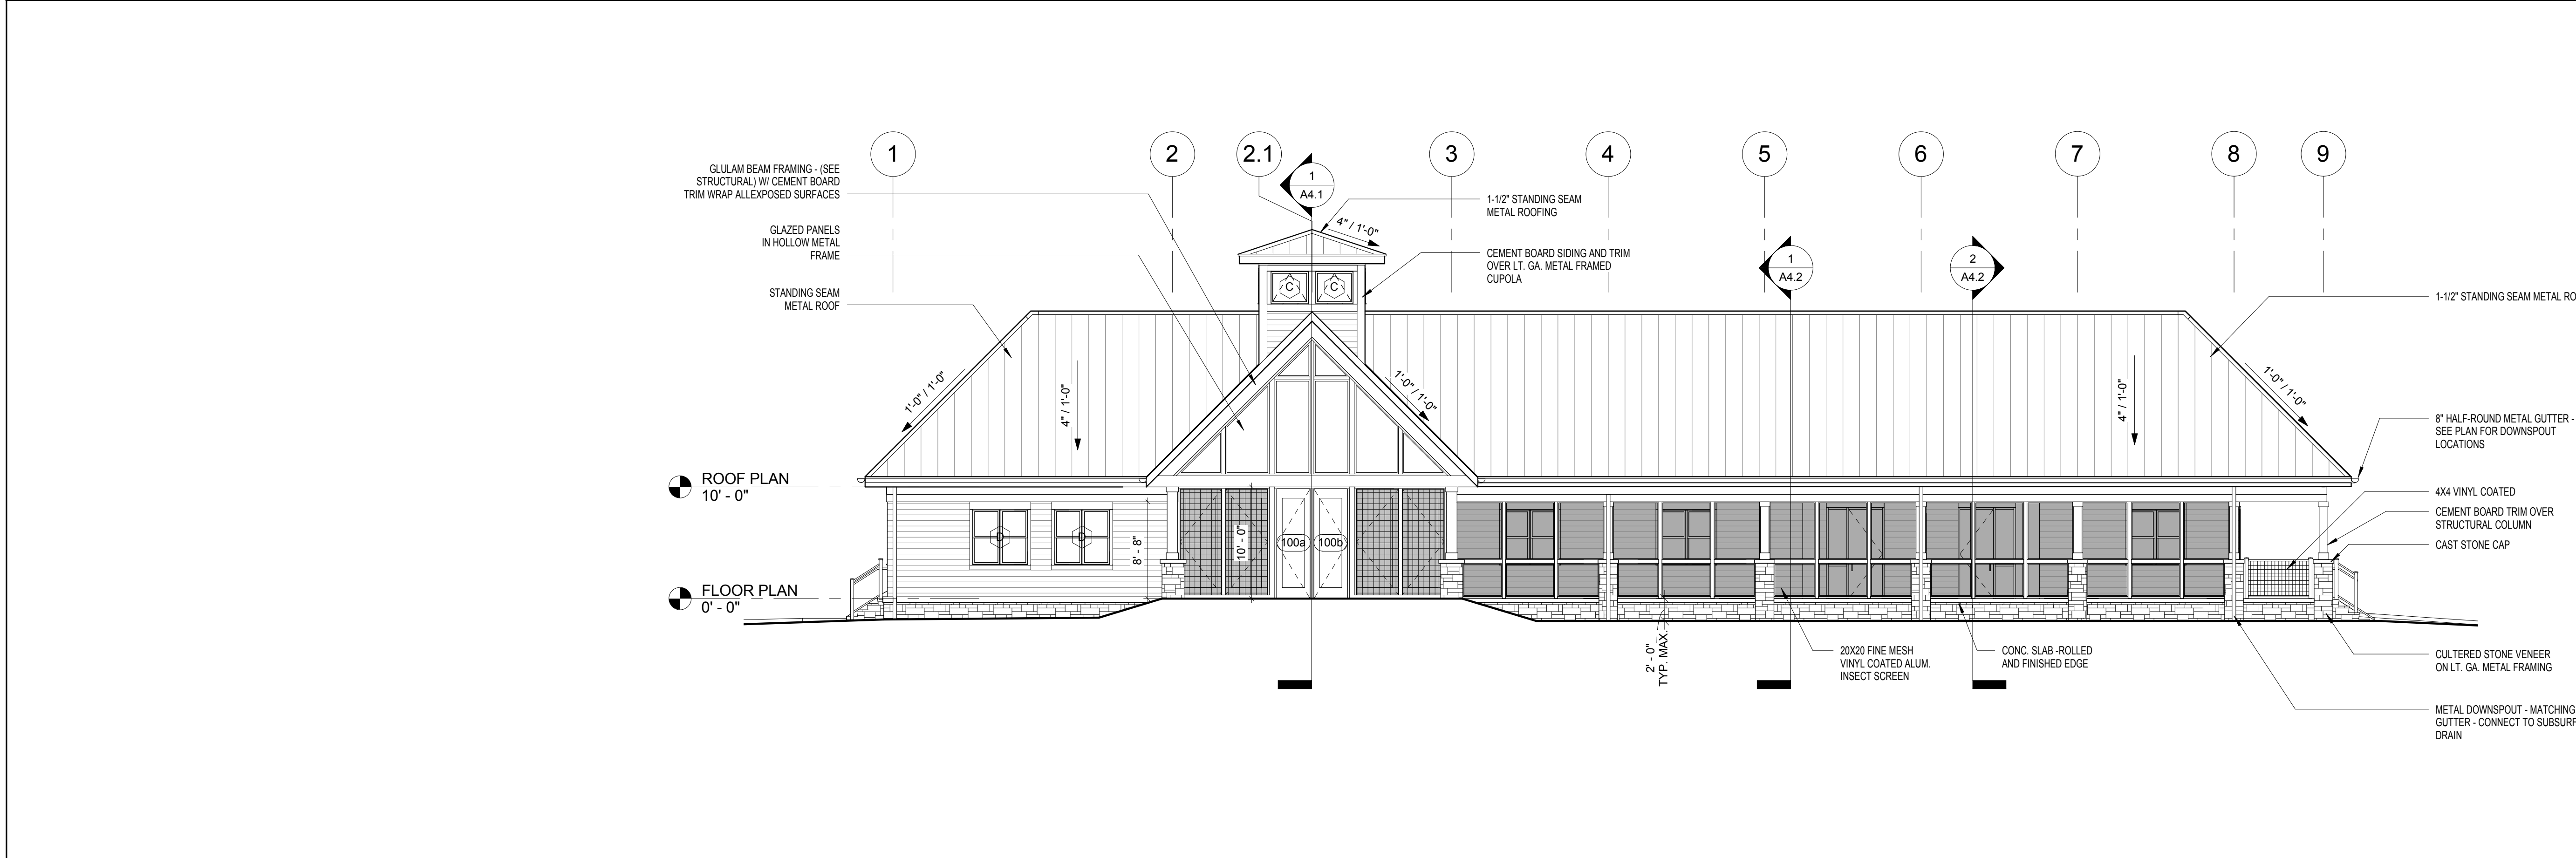 1
2
2.1
3
4
5
6
7
8
9
GLULAM BEAM FRAMING - (SEE
STRUCTURAL) W/ CEMENT BOARD
TRIM WRAP ALLEXPOSED SURFACES
GLAZED PANELS
IN HOLLOW METAL
FRAME
STANDING SEAM
METAL ROOF
1
A4.1
1-1/2" STANDING SEAM
METAL ROOFING
4" / 1'-0"
CEMENT BOARD SIDING AND TRIM
OVER LT. GA. METAL FRAMED
CUPOLA
C
C
1
A4.2
2
A4.2
1-1/2" STANDING SEAM METAL RO
1'-0" / 1'-0"
4" / 1'-0"
1'-0" / 1'-0"
4" / 1'-0"
1'-0" / 1'-0"
8" HALF-ROUND METAL GUTTER -
SEE PLAN FOR DOWNSPOUT
LOCATIONS
ROOF PLAN
10' - 0"
4X4 VINYL COATED
CEMENT BOARD TRIM OVER
STRUCTURAL COLUMN
CAST STONE CAP
D
D
8' - 8"
10' - 0"
100a
100b
FLOOR PLAN
0' - 0"
2' - 0"
TYP. MAX.
20X20 FINE MESH
VINYL COATED ALUM.
INSECT SCREEN
CONC. SLAB -ROLLED
AND FINISHED EDGE
CULTERED STONE VENEER
ON LT. GA. METAL FRAMING
METAL DOWNSPOUT - MATCHING
GUTTER - CONNECT TO SUBSURF
DRAIN